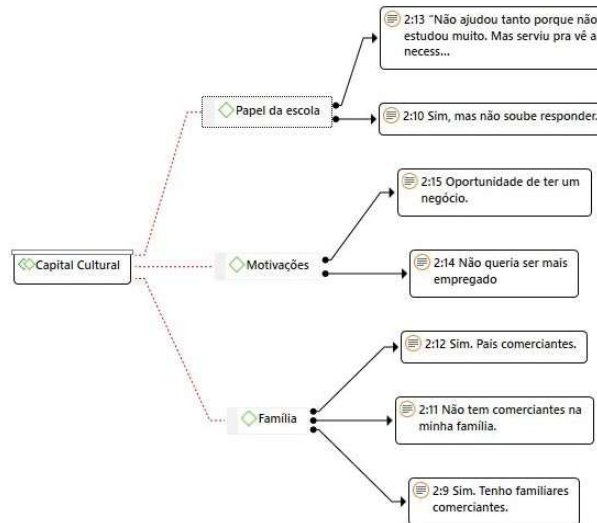 2:13 “Não ajudou tanto porque não
estudou muito. Mas serviu pra vê a
necess...
Papel da escola
2:10 Sim, mas não soube responder.
2:15 Oportunidade de ter um
negócio.
Motivações
2:14 Não queria ser mais
empregado
Capital Cultural
2:12 Sim. Pais comerciantes.
2:11 Não tem comerciantes na
minha família.
Família
2:9 Sim. Tenho familiares
comerciantes.